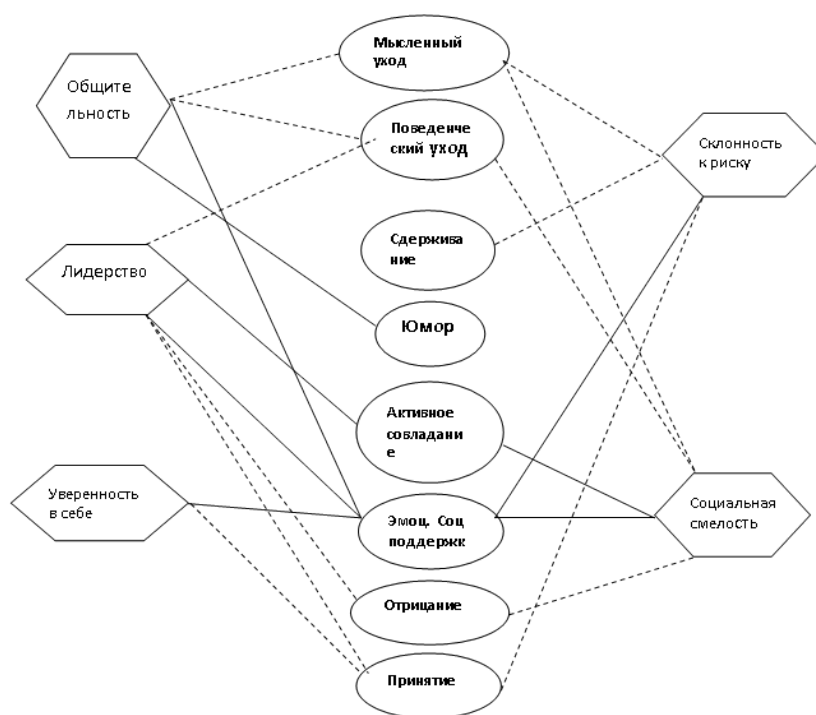 Мысленный
уход
Общите
льность
Поведенче
ский уход
Склонность
к риску
Сдержива
ние
Лидерство
Юмор
Активное
совладани
е
Уверенность
в себе
Эмоц. Соц
поддержк
Социальная
смелость
Отрицание
Принятие